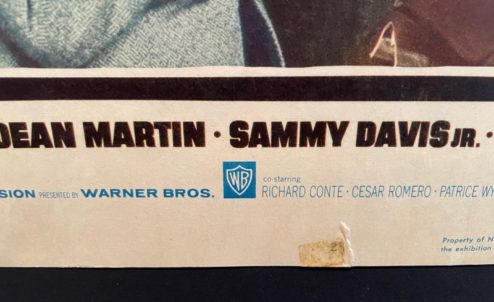 DEAN MARTIN · SAMMY DAVIS JR. ·
SION PRESENTED BY WARNER BROS.
WB
co-starring
RICHARD CONTE · CESAR ROMERO · PATRICE WY
Property of N
the exhibition